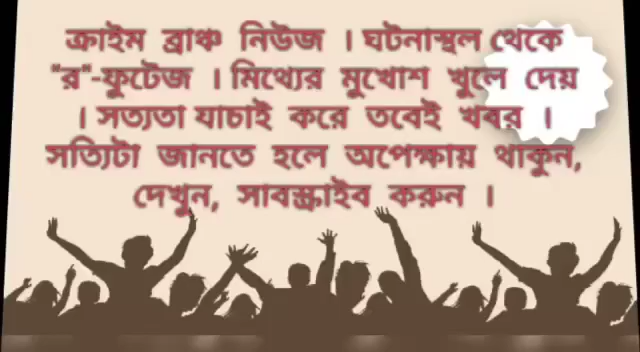 ক্রাইম ব্রাঞ্চ নিউজ । ঘটনাস্থল থেকে
"র"-ফুটেজ । মিথ্যের মুখোশ খুলে দেয়
। সত্যতা যাচাই করে তবেই খবর ।
সত্যিটা জানতে হলে অপেক্ষায় থাকুন,
দেখুন, সাবস্ক্রাইব করুন ।